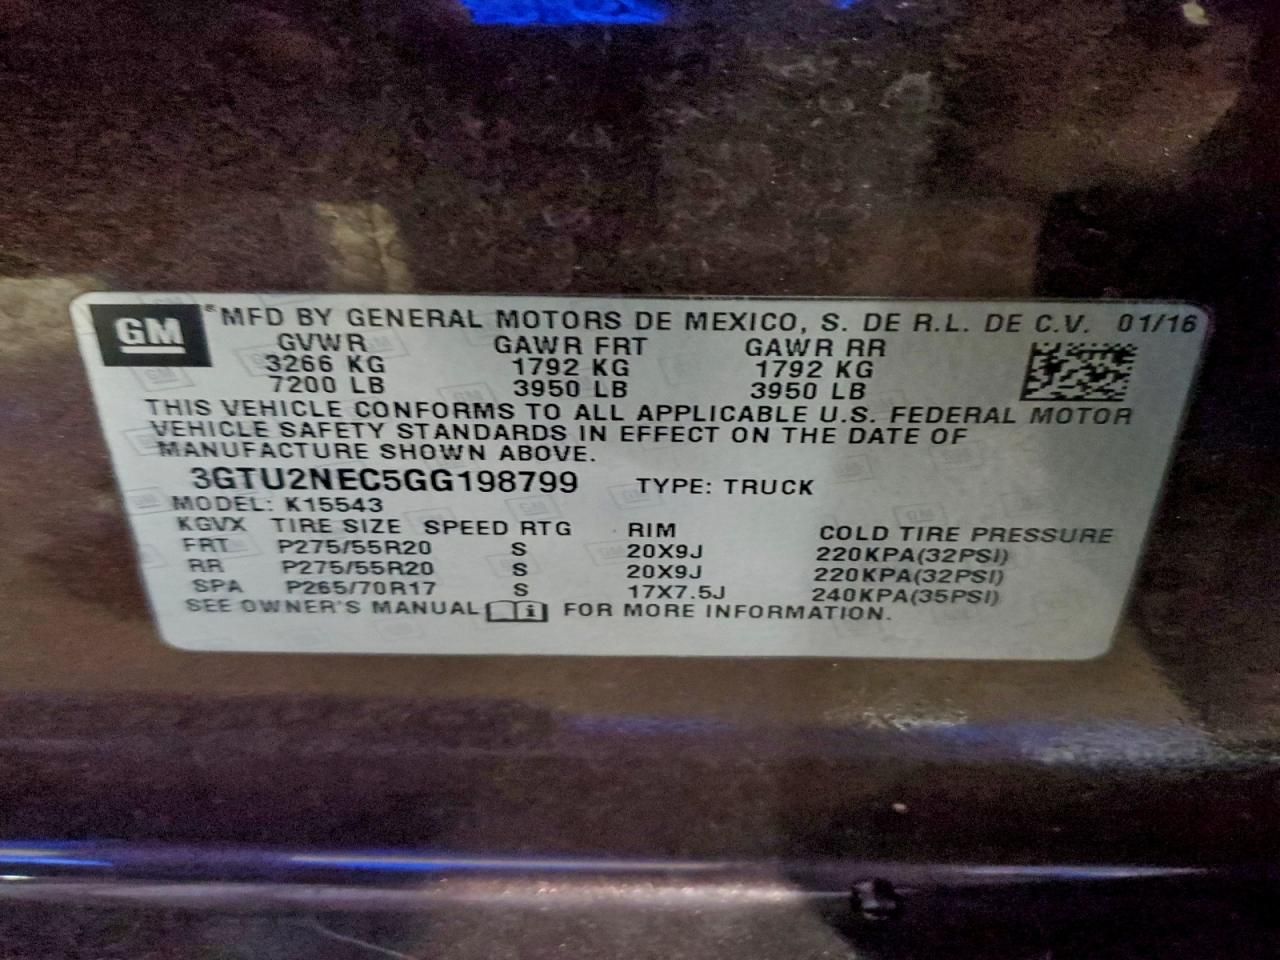 GM ® MFD BY GENERAL MOTORS DE MEXICO, S. DE R.L. DE C.V. 01/16
GVWR GAWR FRT GAWR RR
3266 KG 1792 KG 1792 KG
7200 LB 3950 LB 3950 LB
THIS VEHICLE CONFORMS TO ALL APPLICABLE U.S. FEDERAL MOTOR
VEHICLE SAFETY STANDARDS IN EFFECT ON THE DATE OF
MANUFACTURE SHOWN ABOVE.
3GTU2NEC5GG198799 TYPE: TRUCK
MODEL: K15543
KGVX TIRE SIZE SPEED RTG RIM COLD TIRE PRESSURE
FRT P275/55R20 S 20X9J 220KPA(32PSI)
RR P275/55R20 S 20X9J 220KPA(32PSI)
SPA P265/70R17 S 17X7.5J 240KPA(35PSI)
SEE OWNER'S MANUAL i FOR MORE INFORMATION.